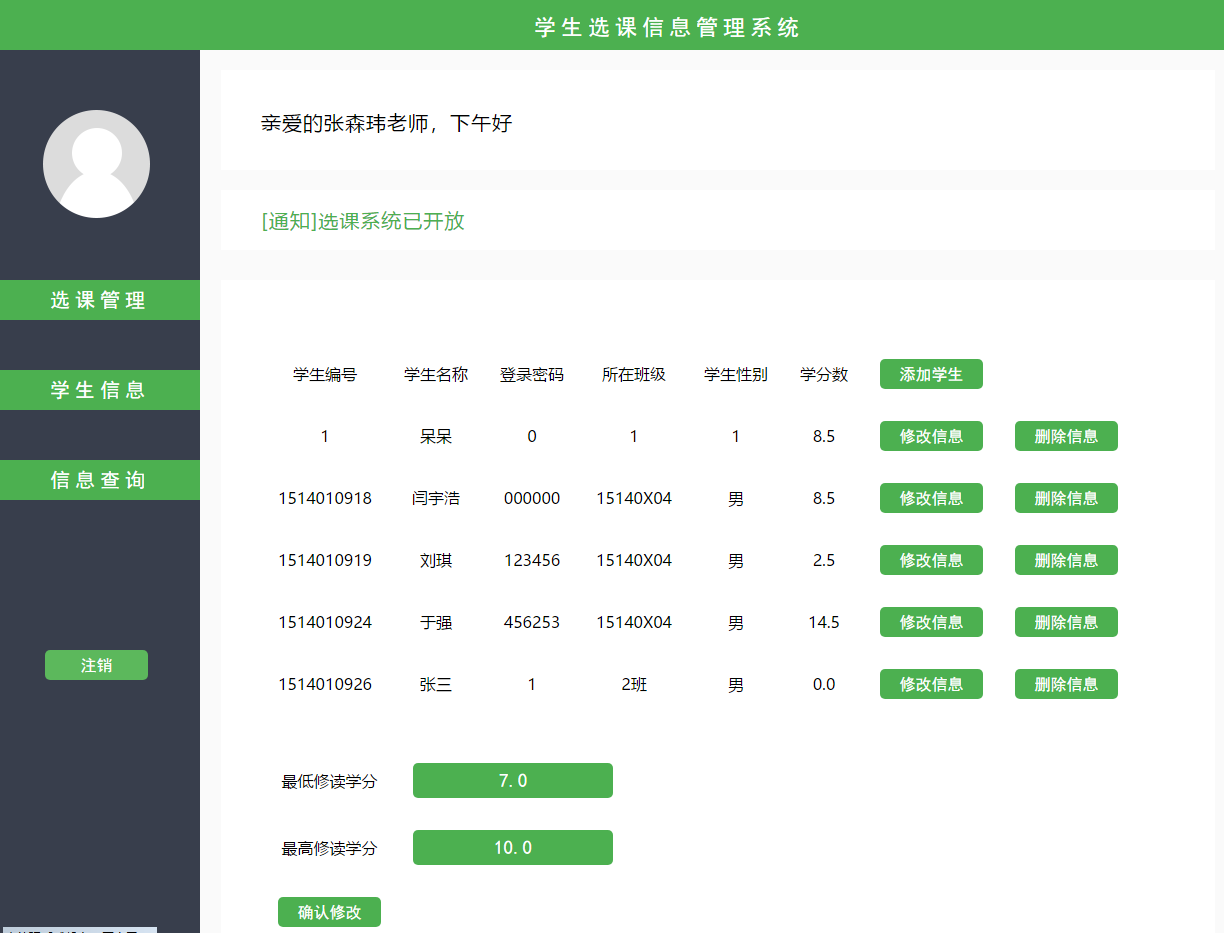 学生选课信息管理系统
亲爱的张森玮老师，下午好
[通知]选课系统已开放
选课管理
学生信息
信息查询
注销
学生编号 学生名称 登录密码 所在班级 学生性别 学分数 添加学生
1 呆呆 0 1 1 8.5 修改信息 删除信息
1514010918 闫宇浩 000000 15140X04 男 8.5 修改信息 删除信息
1514010919 刘琪 123456 15140X04 男 2.5 修改信息 删除信息
1514010924 于强 456253 15140X04 男 14.5 修改信息 删除信息
1514010926 张三 1 2班 男 0.0 修改信息 删除信息
最低修读学分 7.0
最高修读学分 10.0
确认修改